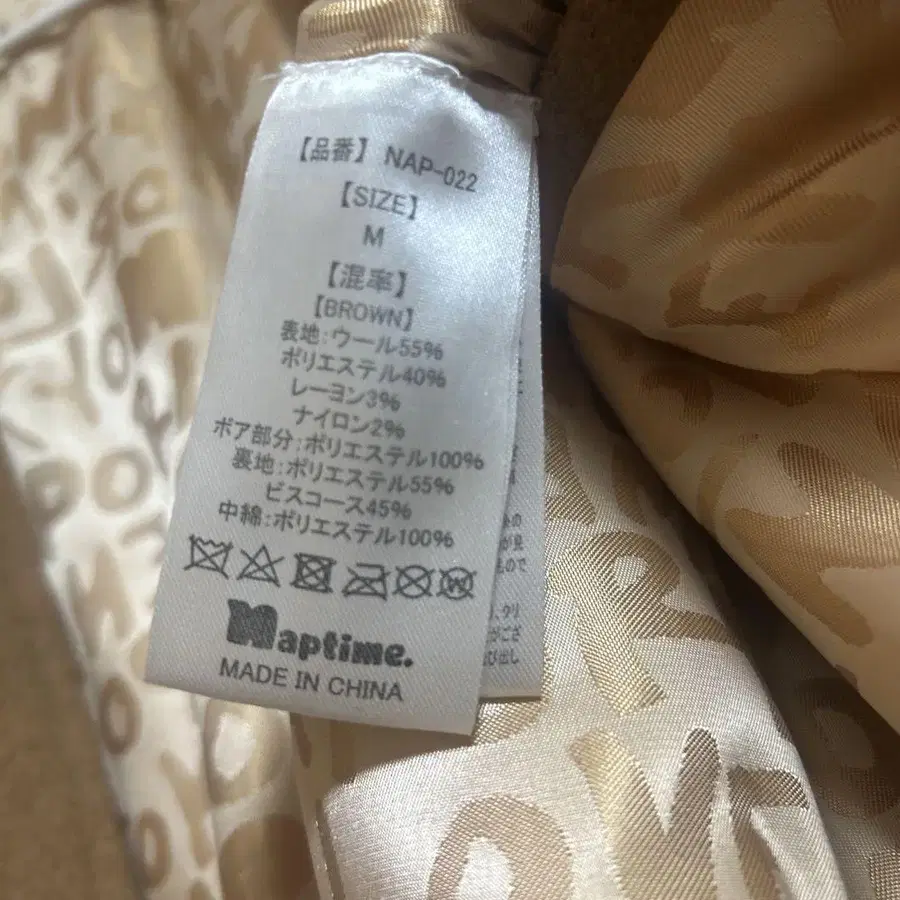 【品番】 NAP-022
【SIZE】
M
【混率】
【BROWN】
表地:ウール55%
ポリエステル40%
レーヨン3%
ナイロン2%
ボア部分:ポリエステル100%
裏地:ポリエステル55%
ビスコース45%
中綿:ポリエステル100%
Naptime.
MADE IN CHINA